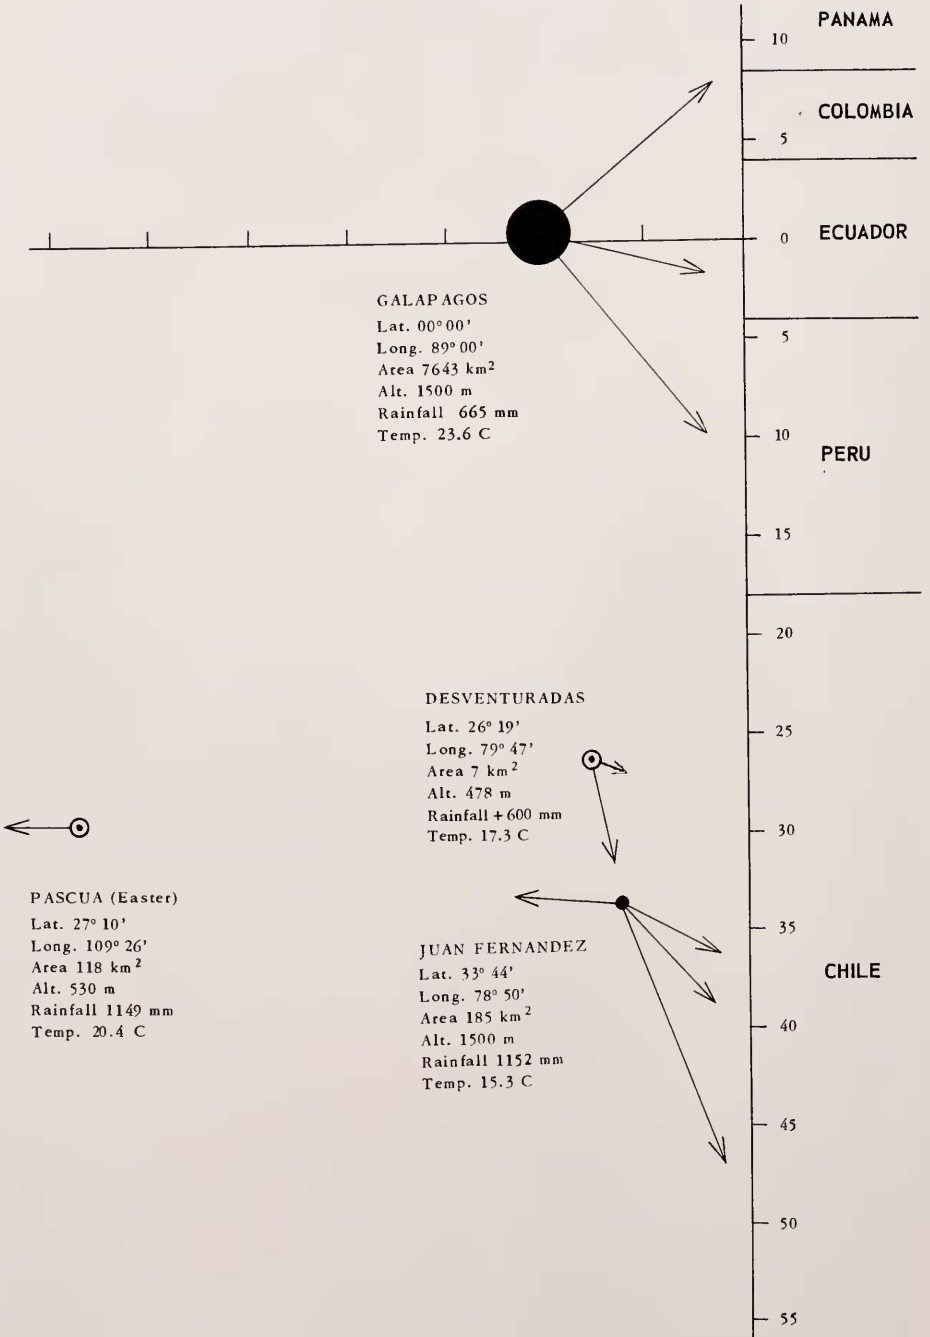 PANAMA
10
COLOMBIA
5
0
ECUADOR
5
10
PERU
15
20
25
30
35
CHILE
40
45
50
55
GALAPAGOS
Lat. 00° 00'
Long. 89° 00'
Area 7643 km²
Alt. 1500 m
Rainfall 665 mm
Temp. 23.6 C
DESVENTURADAS
Lat. 26° 19'
Long. 79° 47'
Area 7 km²
Alt. 478 m
Rainfall + 600 mm
Temp. 17.3 C
PASCUA (Easter)
Lat. 27° 10'
Long. 109° 26'
Area 118 km²
Alt. 530 m
Rainfall 1149 mm
Temp. 20.4 C
JUAN FERNANDEZ
Lat. 33° 44'
Long. 78° 50'
Area 185 km²
Alt. 1500 m
Rainfall 1152 mm
Temp. 15.3 C